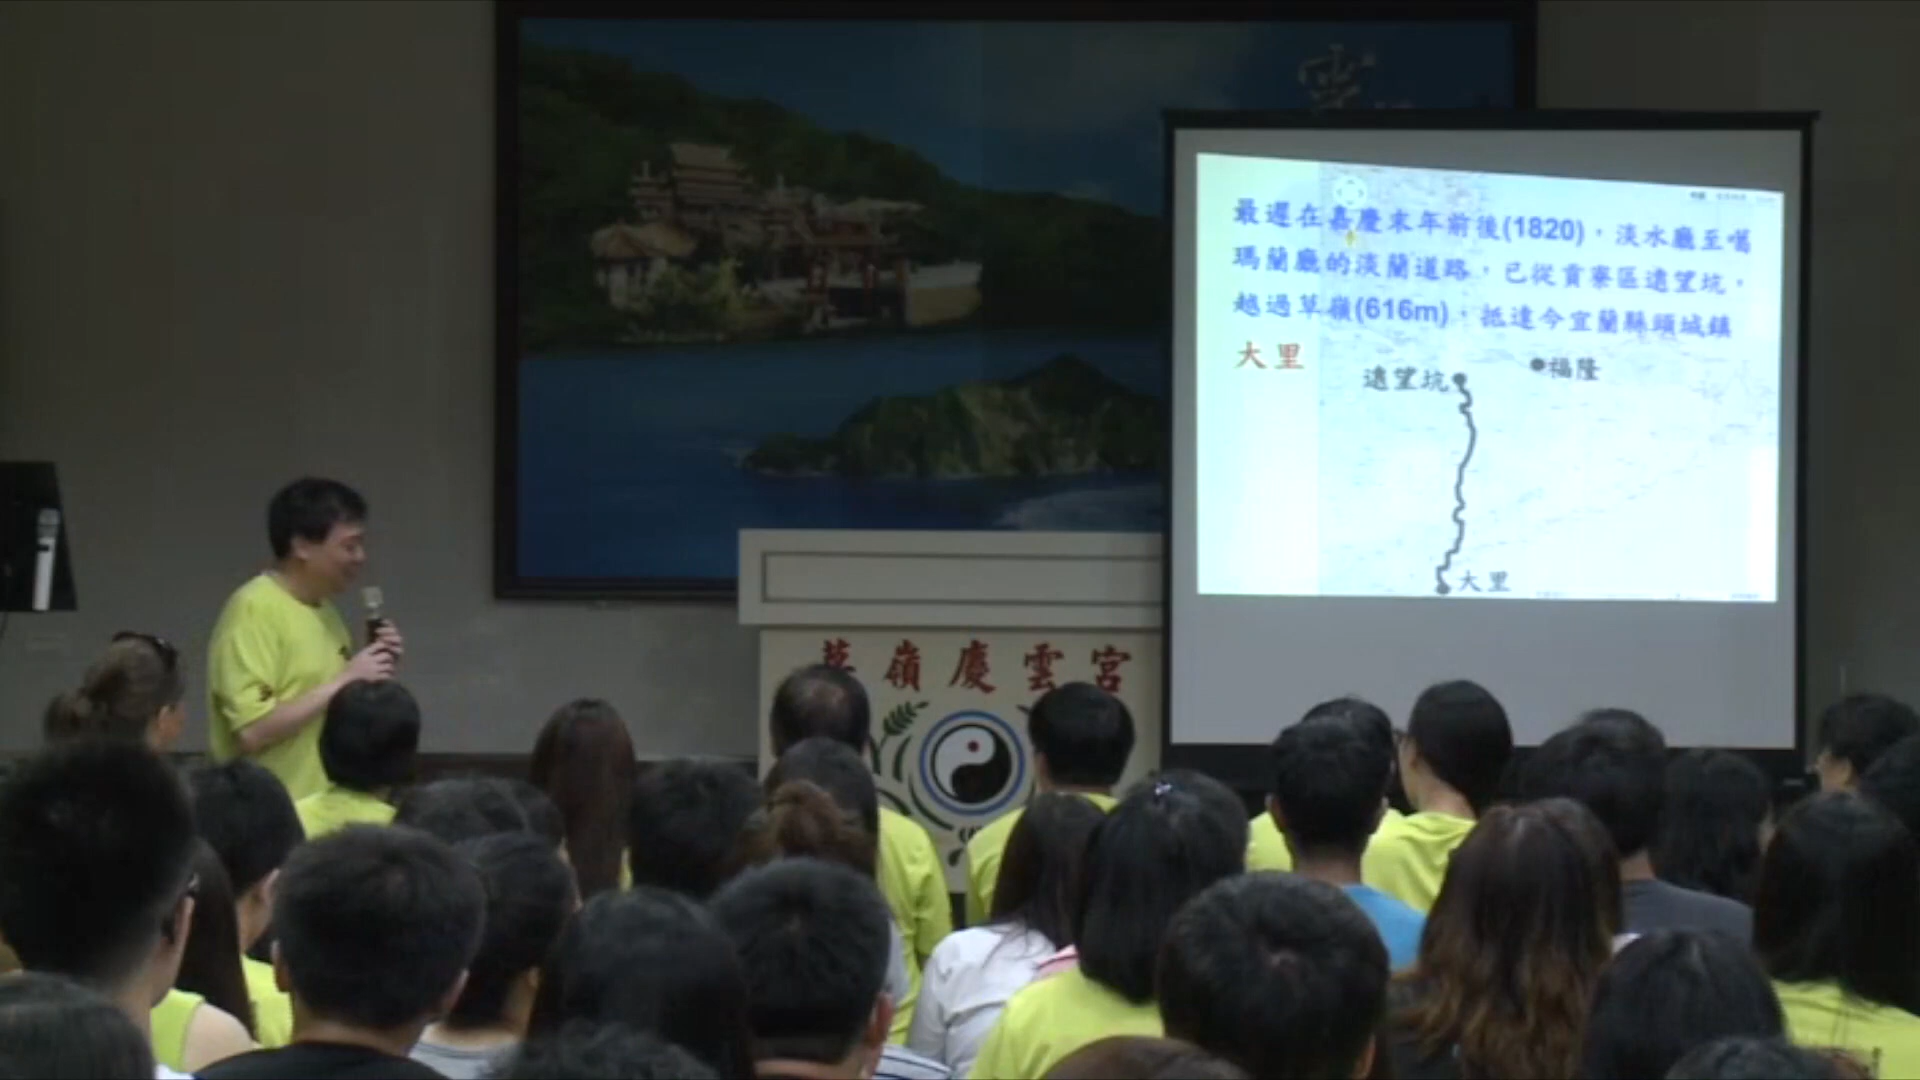 最遲在嘉慶末年前後(1820)，淡水廳至噶
瑪蘭廳的淡蘭道路，已從貢寮區遠望坑，
越過草嶺(616m)，抵達今宜蘭縣頭城鎮
大里
遠望坑
福隆
大里
草嶺慶雲宮